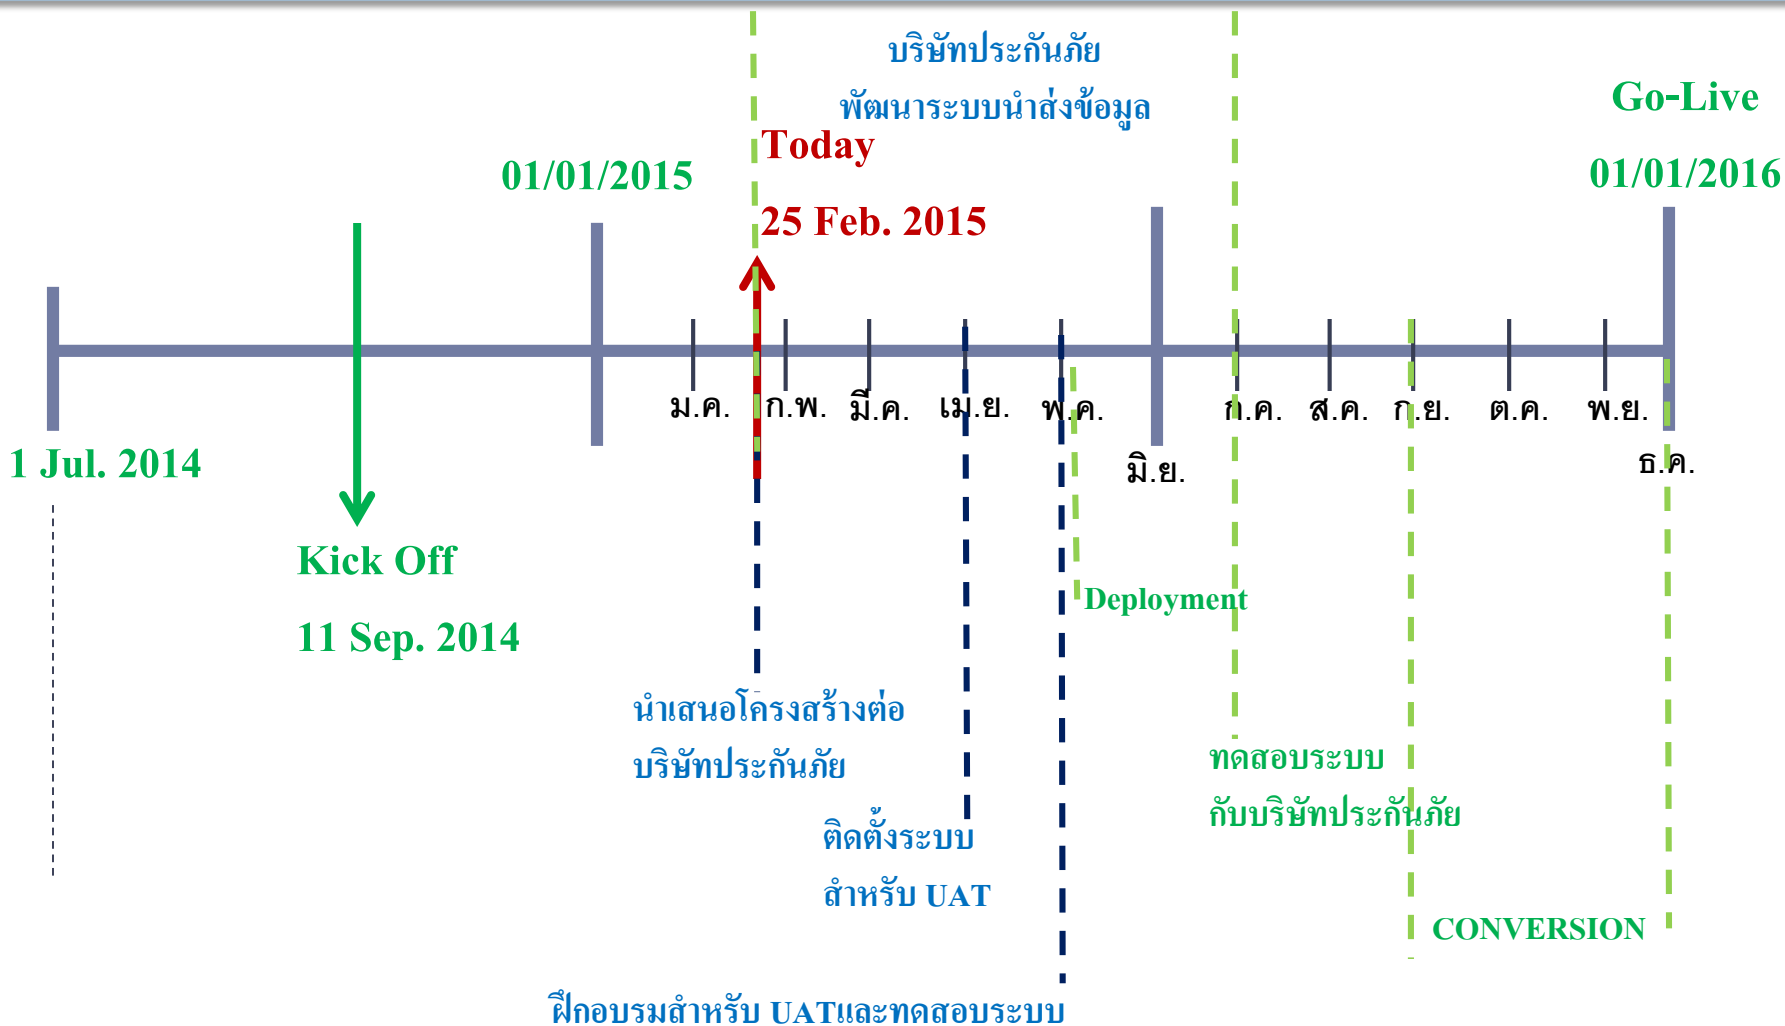 บริษัทประกันภัย
พัฒนาระบบนำส่งข้อมูล
Go-Live
01/01/2016
Today
25 Feb. 2015
01/01/2015
ม.ค.
ก.พ.
มี.ค.
เม.ย.
พ.ค.
ก.ค.
ส.ค.
ก.ย.
ต.ค.
พ.ย.
มิ.ย.
ธ.ค.
1 Jul. 2014
Kick Off
11 Sep. 2014
Deployment
นำเสนอโครงสร้างต่อ
บริษัทประกันภัย
ทดสอบระบบ
กับบริษัทประกันภัย
ติดตั้งระบบ
สำหรับ UAT
CONVERSION
ฝึกอบรมสำหรับ UATและทดสอบระบบ